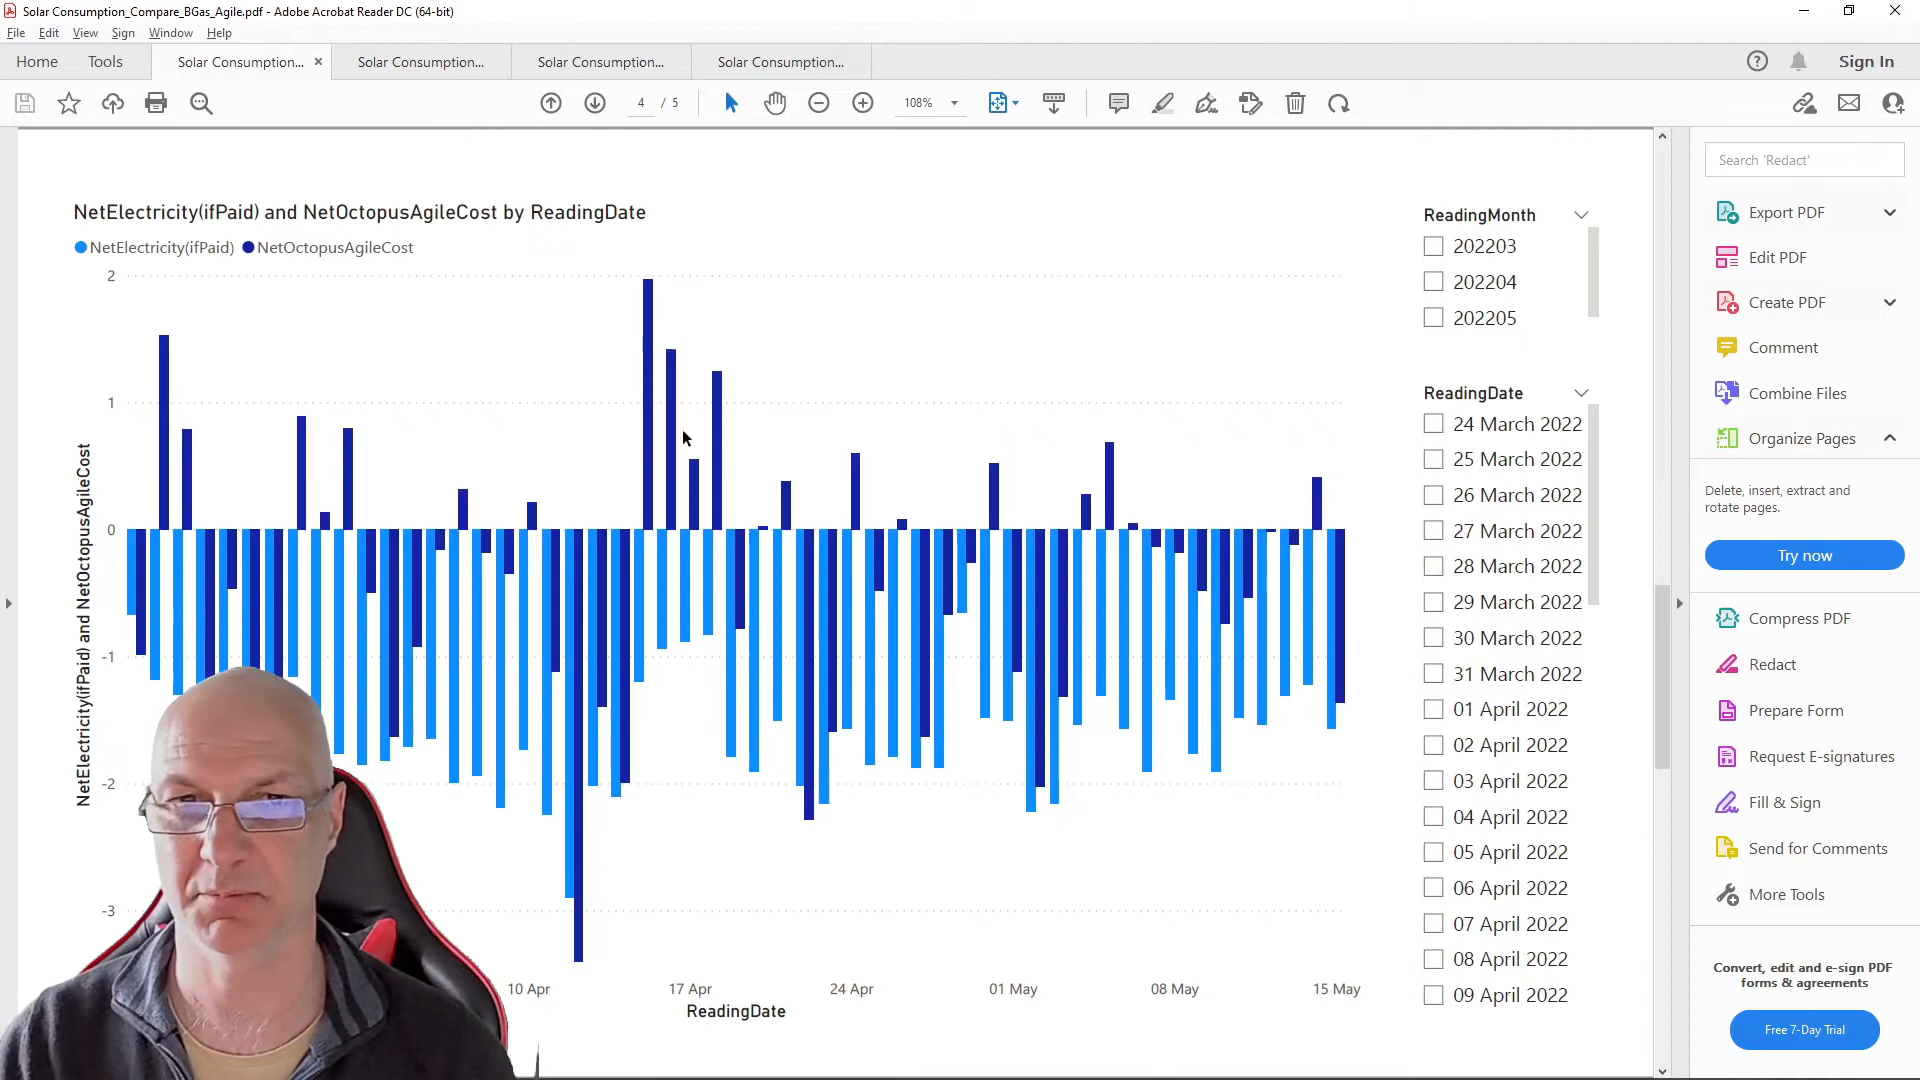 Solar Consumption_Compare_BGas_Agile.pdf - Adobe Acrobat Reader DC (64-bit)
File Edit View Sign Window Help
Home Tools Solar Consumption... × Solar Consumption... Solar Consumption... Solar Consumption... Sign In
4 / 5 108%
NetElectricity(ifPaid) and NetOctopusAgileCost by ReadingDate
NetElectricity(ifPaid) NetOctopusAgileCost
2
1
0
-1
-2
-3
NetElectricity(ifPaid) and NetOctopusAgileCost
10 Apr 17 Apr 24 Apr 01 May 08 May 15 May
ReadingDate
ReadingMonth
202203
202204
202205
ReadingDate
24 March 2022
25 March 2022
26 March 2022
27 March 2022
28 March 2022
29 March 2022
30 March 2022
31 March 2022
01 April 2022
02 April 2022
03 April 2022
04 April 2022
05 April 2022
06 April 2022
07 April 2022
08 April 2022
09 April 2022
Search 'Redact'
Export PDF
Edit PDF
Create PDF
Comment
Combine Files
Organize Pages
Delete, insert, extract and
rotate pages.
Try now
Compress PDF
Redact
Prepare Form
Request E-signatures
Fill & Sign
Send for Comments
More Tools
Convert, edit and e-sign PDF
forms & agreements
Free 7-Day Trial